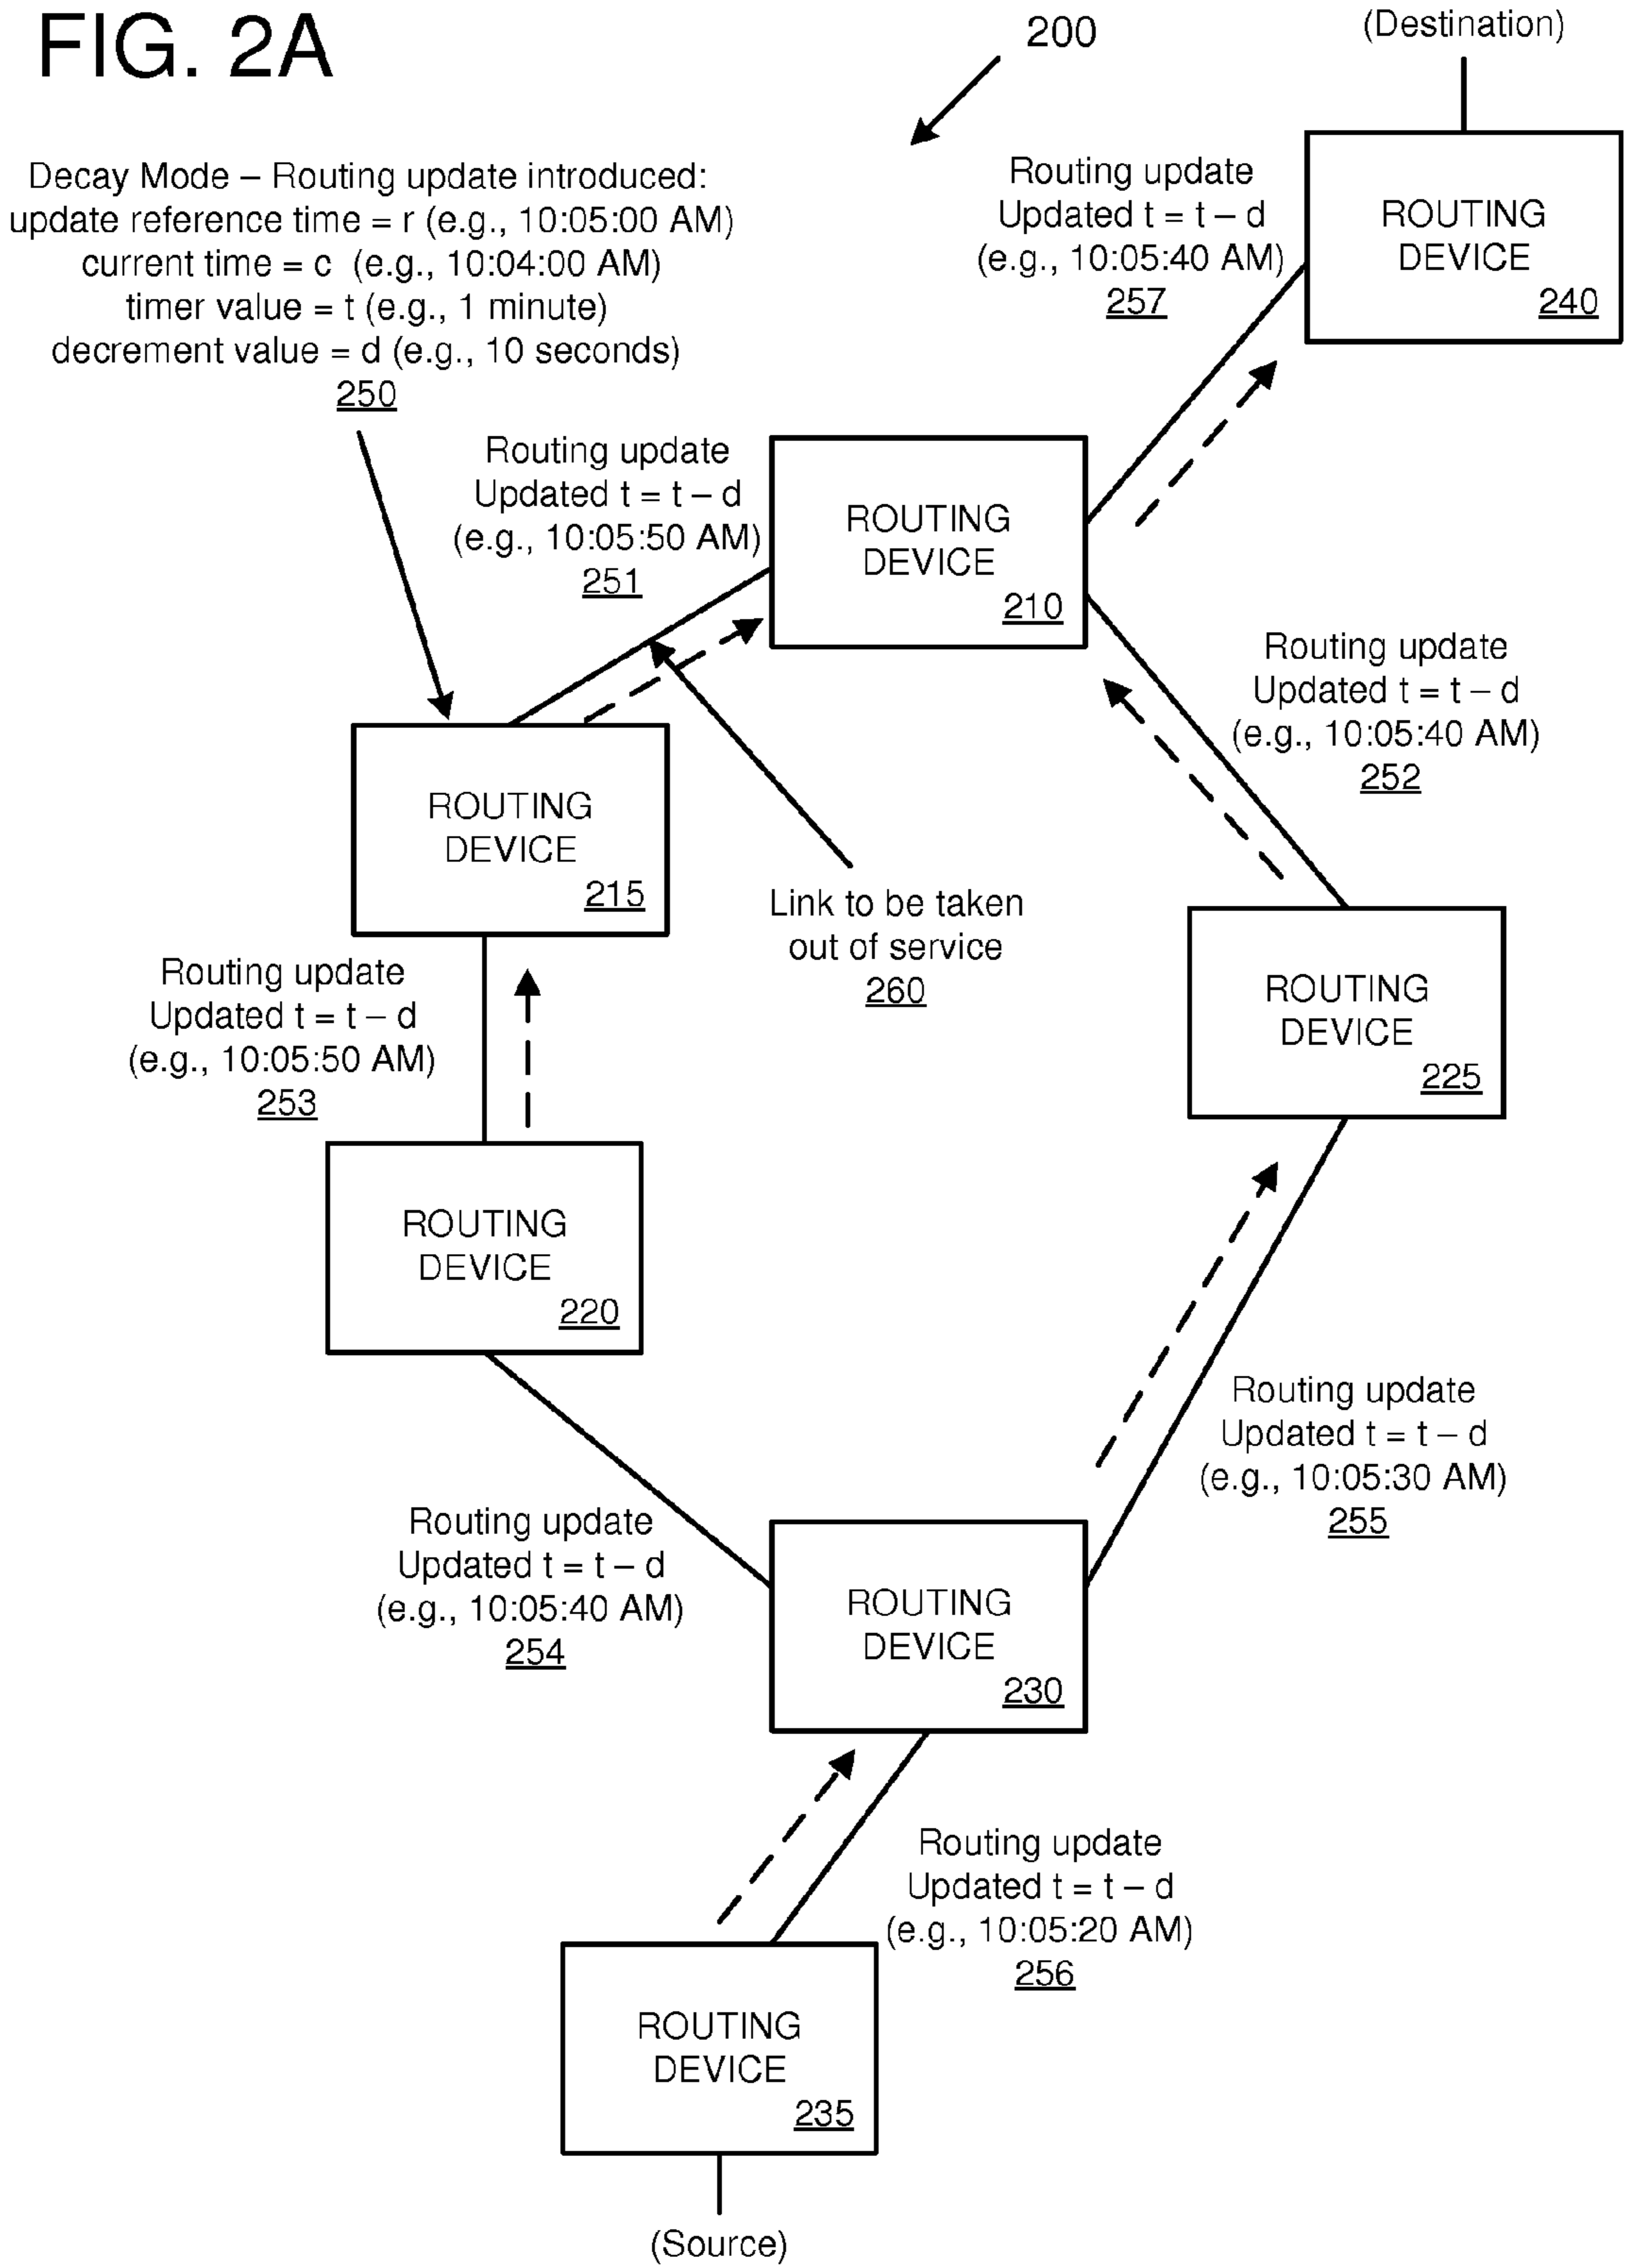 FIG. 2A
200
(Destination)
Decay Mode – Routing update introduced:
update reference time = r (e.g., 10:05:00 AM)
current time = c (e.g., 10:04:00 AM)
timer value = t (e.g., 1 minute)
decrement value = d (e.g., 10 seconds)
250
Routing update
Updated t = t – d
(e.g., 10:05:40 AM)
257
ROUTING
DEVICE
240
Routing update
Updated t = t – d
(e.g., 10:05:50 AM)
251
ROUTING
DEVICE
210
Routing update
Updated t = t – d
(e.g., 10:05:40 AM)
252
ROUTING
DEVICE
215
Link to be taken
out of service
260
Routing update
Updated t = t – d
(e.g., 10:05:50 AM)
253
ROUTING
DEVICE
225
ROUTING
DEVICE
220
Routing update
Updated t = t – d
(e.g., 10:05:30 AM)
255
Routing update
Updated t = t – d
(e.g., 10:05:40 AM)
254
ROUTING
DEVICE
230
Routing update
Updated t = t – d
(e.g., 10:05:20 AM)
256
ROUTING
DEVICE
235
(Source)